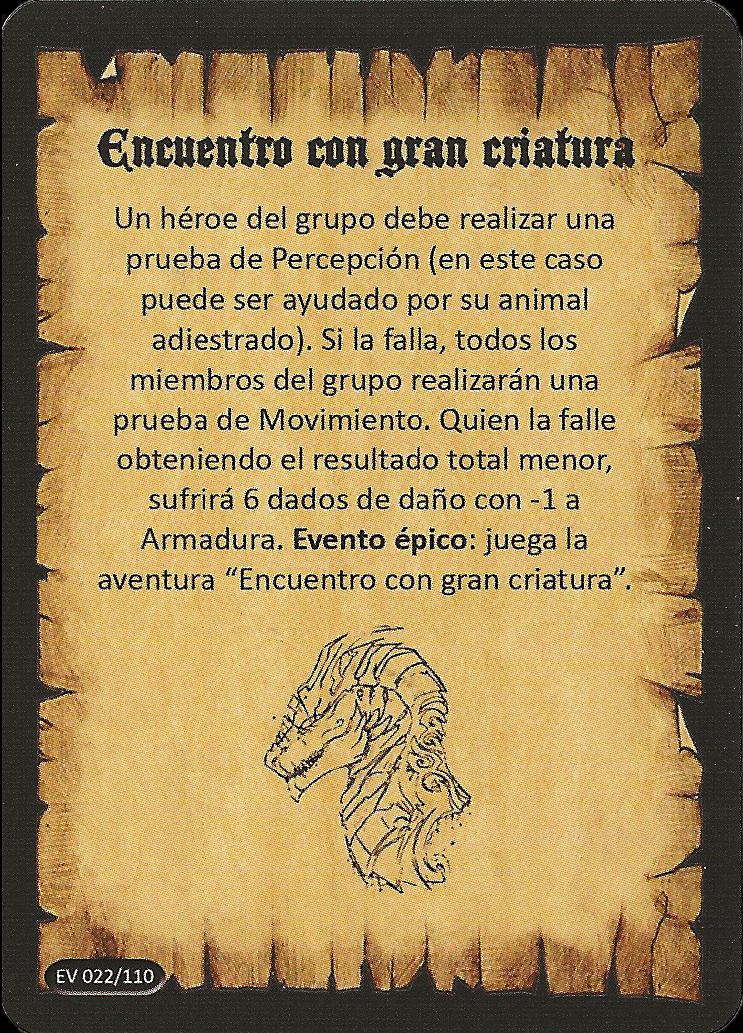 Encuentro con gran criatura
Un héroe del grupo debe realizar una
prueba de Percepción (en este caso
puede ser ayudado por su animal
adiestrado). Si la falla, todos los
miembros del grupo realizarán una
prueba de Movimiento. Quien la falle
obteniendo el resultado total menor,
sufrirá 6 dados de daño con -1 a
Armadura. Evento épico: juega la
aventura “Encuentro con gran criatura”.
EV 022/110